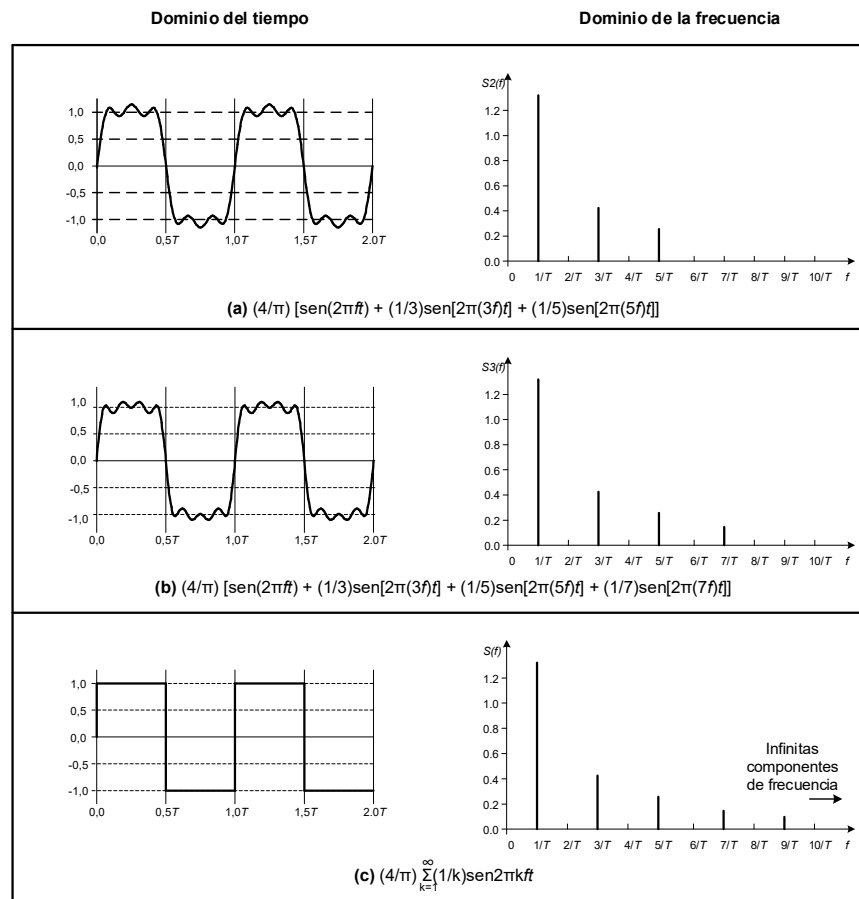 Dominio del tiempo Dominio de la frecuencia
1,0
0,5
0,0
-0,5
-1,0
0,0 0,5T 1,0T 1,5T 2.0T
S2(f)
1.2
1.0
0.8
0.6
0.4
0.2
0.0
0 1/T 2/T 3/T 4/T 5/T 6/T 7/T 8/T 9/T 10/T f
(a) (4/π) [sen(2πft) + (1/3)sen[2π(3f)t] + (1/5)sen[2π(5f)t]]
1,0
0,5
0,0
-0,5
-1,0
0,0 0,5T 1,0T 1,5T 2.0T
S3(f)
1.2
1.0
0.8
0.6
0.4
0.2
0.0
0 1/T 2/T 3/T 4/T 5/T 6/T 7/T 8/T 9/T 10/T f
(b) (4/π) [sen(2πft) + (1/3)sen[2π(3f)t] + (1/5)sen[2π(5f)t] + (1/7)sen[2π(7f)t]]
1,0
0,5
0,0
-0,5
-1,0
0,0 0,5T 1,0T 1,5T 2.0T
S(f)
1.2
1.0
0.8
0.6
0.4
0.2
0.0
Infinitas
componentes
de frecuencia
0 1/T 2/T 3/T 4/T 5/T 6/T 7/T 8/T 9/T 10/T f
∞
(c) (4/π) Σ(1/k)sen2πkft
k=1